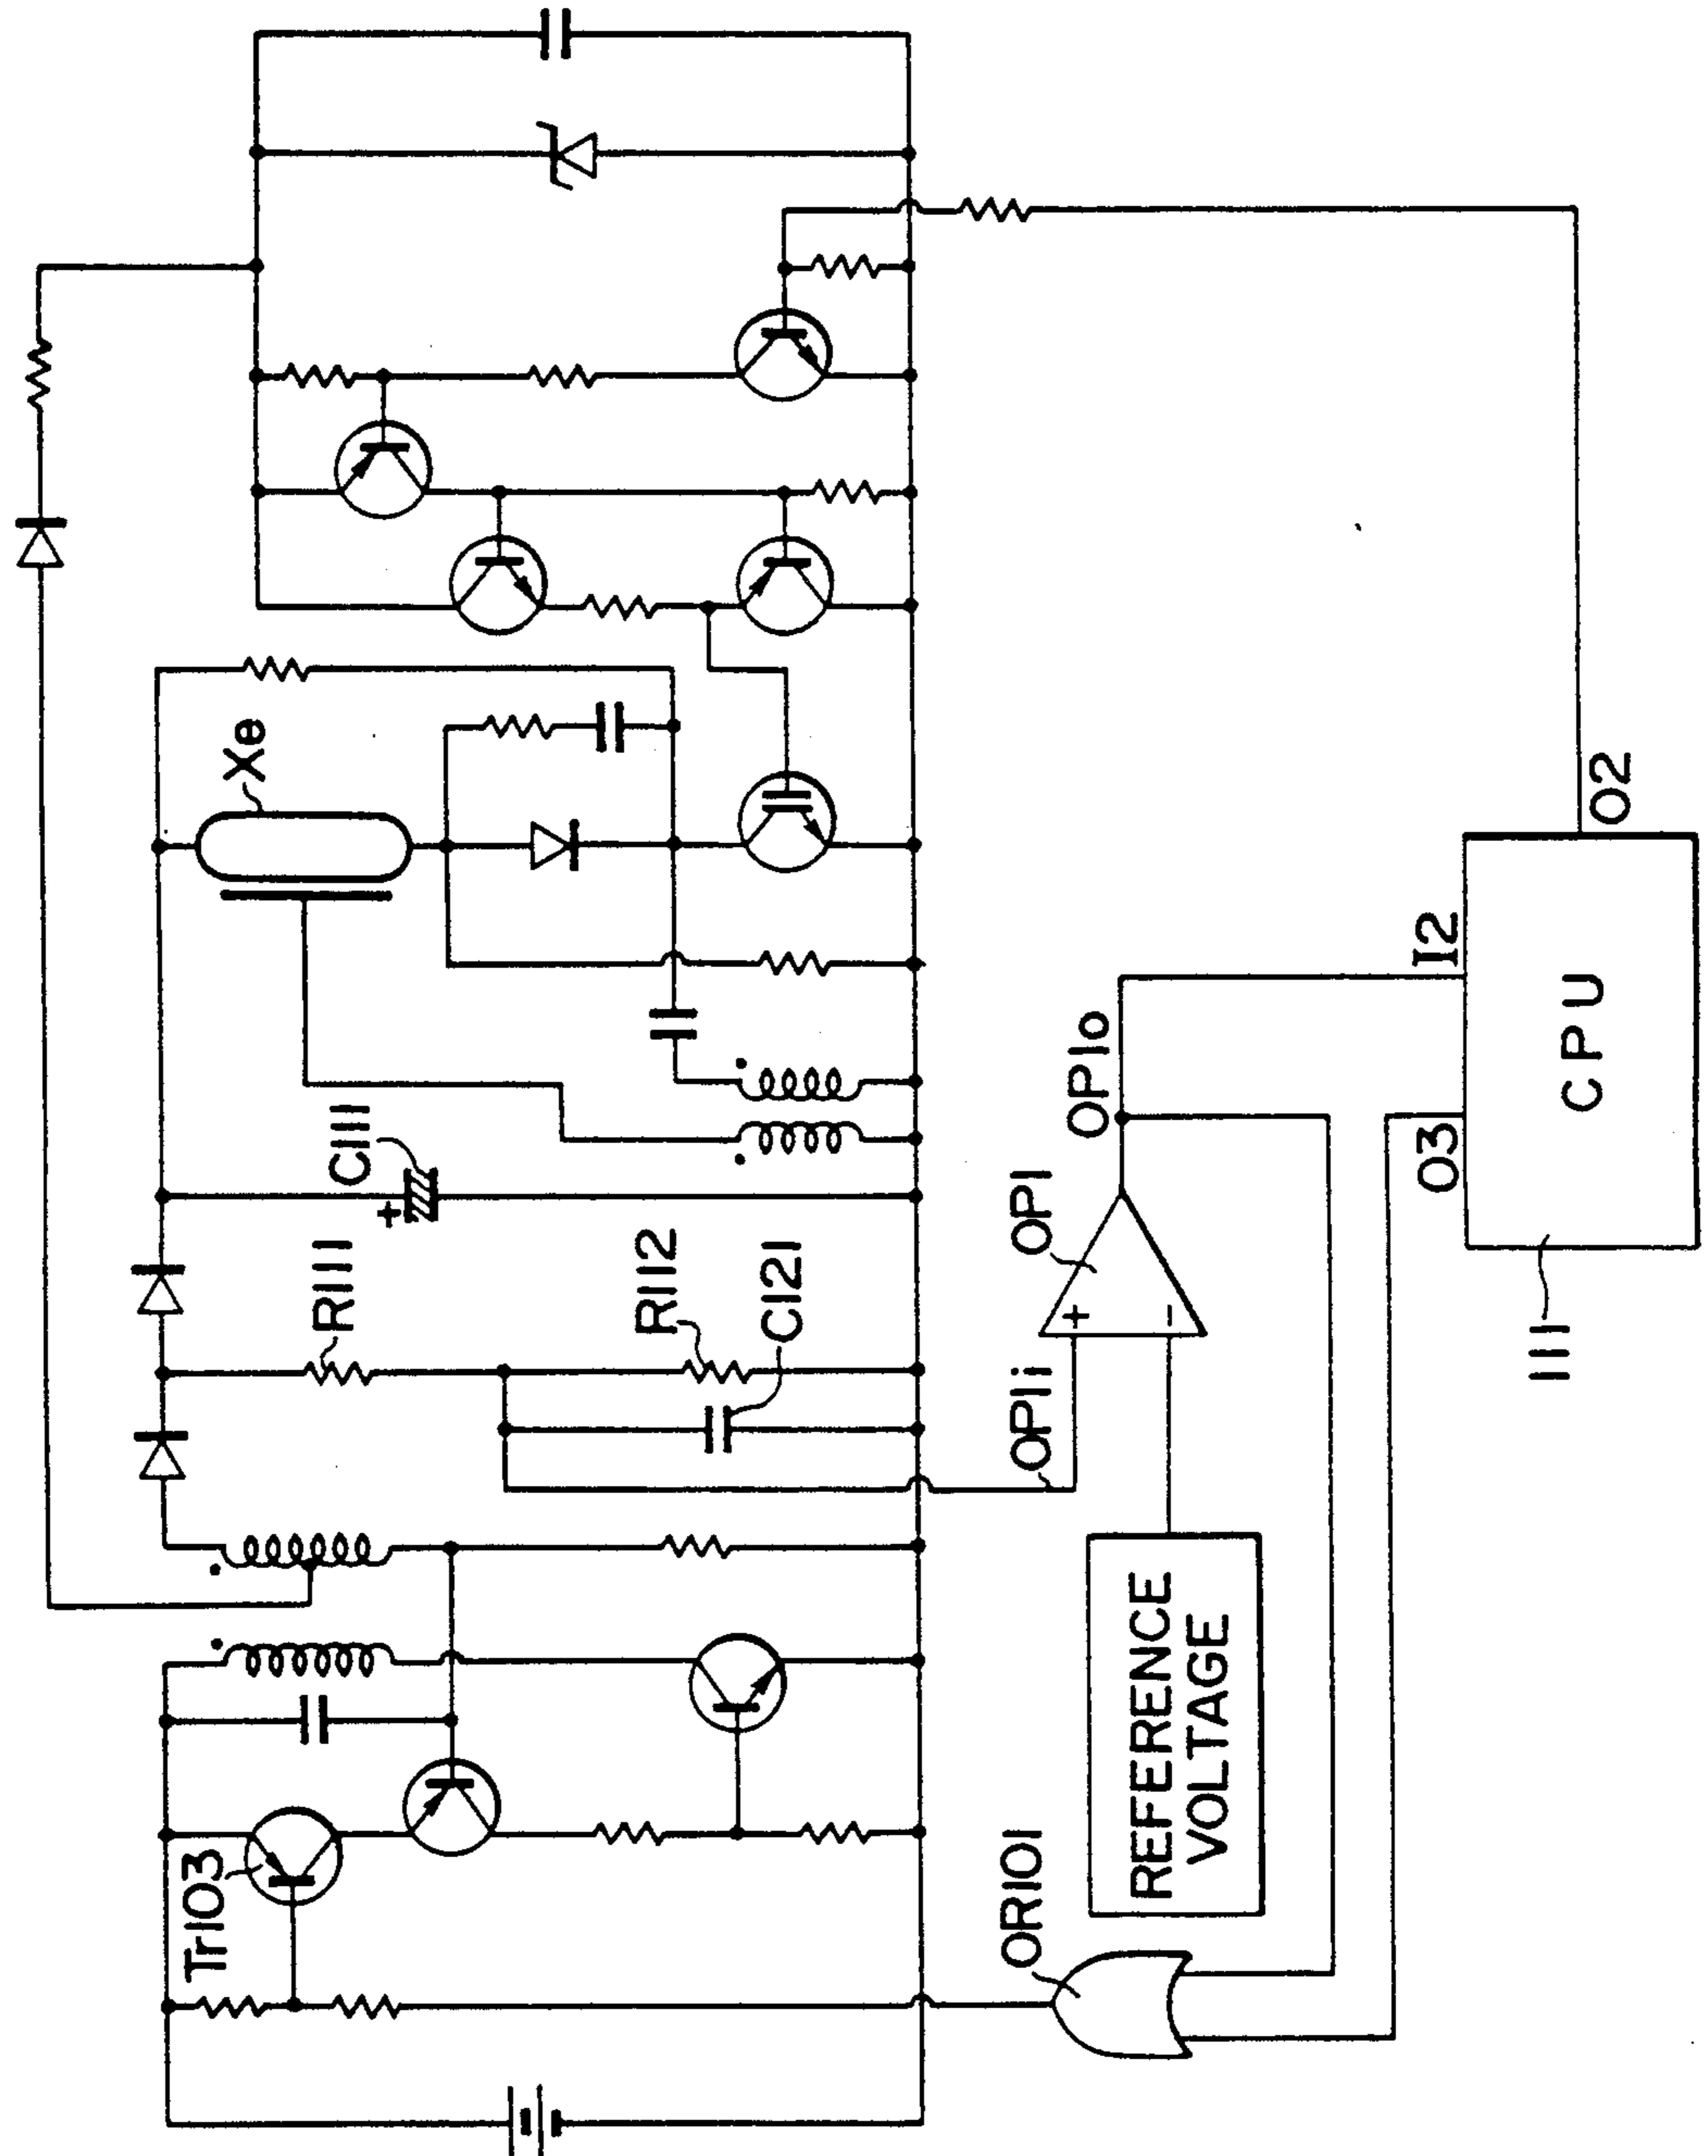 Tr103
R111
C111
Xe
R112
C121
OR101
REFERENCE
VOLTAGE
OP1i
OP1
OP1o
+
+
−
O3
I2
O2
CPU
111